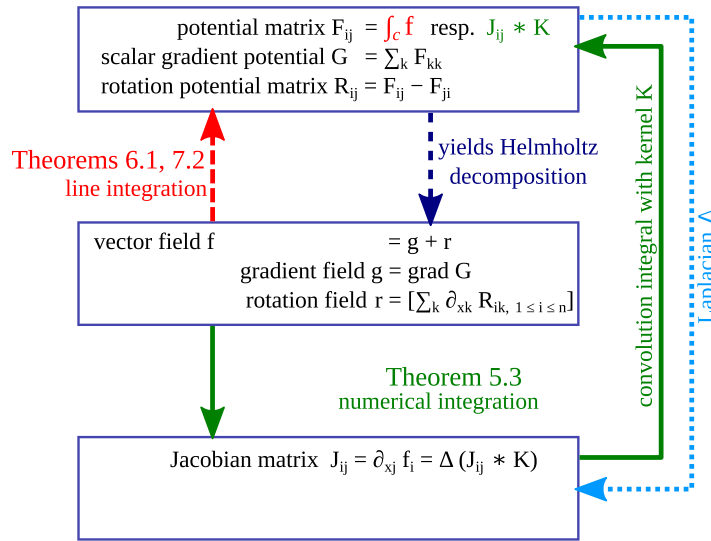 potential matrix F_ij = ∫_c f resp. J_ij ∗ K
scalar gradient potential G = ∑_k F_kk
rotation potential matrix R_ij = F_ij − F_ji
Theorems 6.1, 7.2
line integration
yields Helmholtz
decomposition
vector field f = g + r
gradient field g = grad G
rotation field r = [∑_k ∂_xk R_ik, 1 ≤ i ≤ n]
Theorem 5.3
numerical integration
Jacobian matrix J_ij = ∂_xj f_i = Δ (J_ij ∗ K)
convolution integral with kernel K
Laplacian Δ